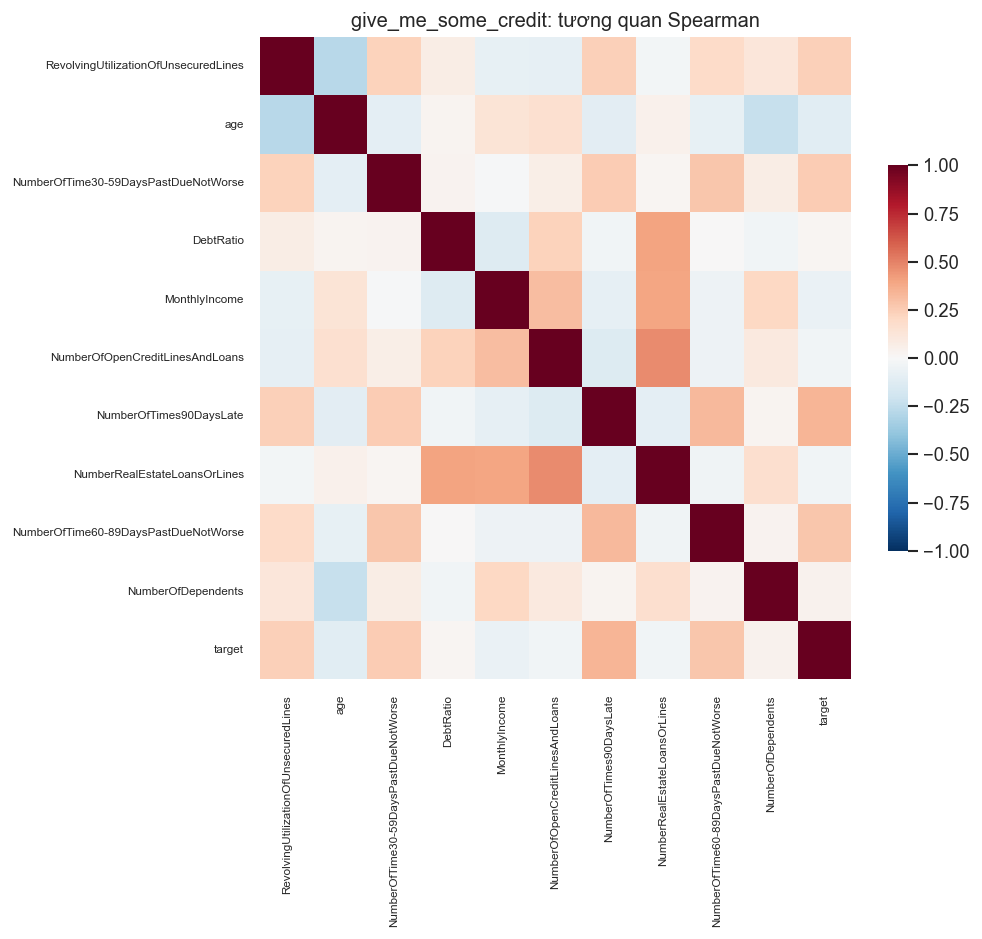 give_me_some_credit: tương quan Spearman
RevolvingUtilizationOfUnsecuredLines
age
NumberOfTime30-59DaysPastDueNotWorse
DebtRatio
MonthlyIncome
NumberOfOpenCreditLinesAndLoans
NumberOfTimes90DaysLate
NumberRealEstateLoansOrLines
NumberOfTime60-89DaysPastDueNotWorse
NumberOfDependents
target
RevolvingUtilizationOfUnsecuredLines
age
NumberOfTime30-59DaysPastDueNotWorse
DebtRatio
MonthlyIncome
NumberOfOpenCreditLinesAndLoans
NumberOfTimes90DaysLate
NumberRealEstateLoansOrLines
NumberOfTime60-89DaysPastDueNotWorse
NumberOfDependents
target
1.00
0.75
0.50
0.25
0.00
−0.25
−0.50
−0.75
−1.00